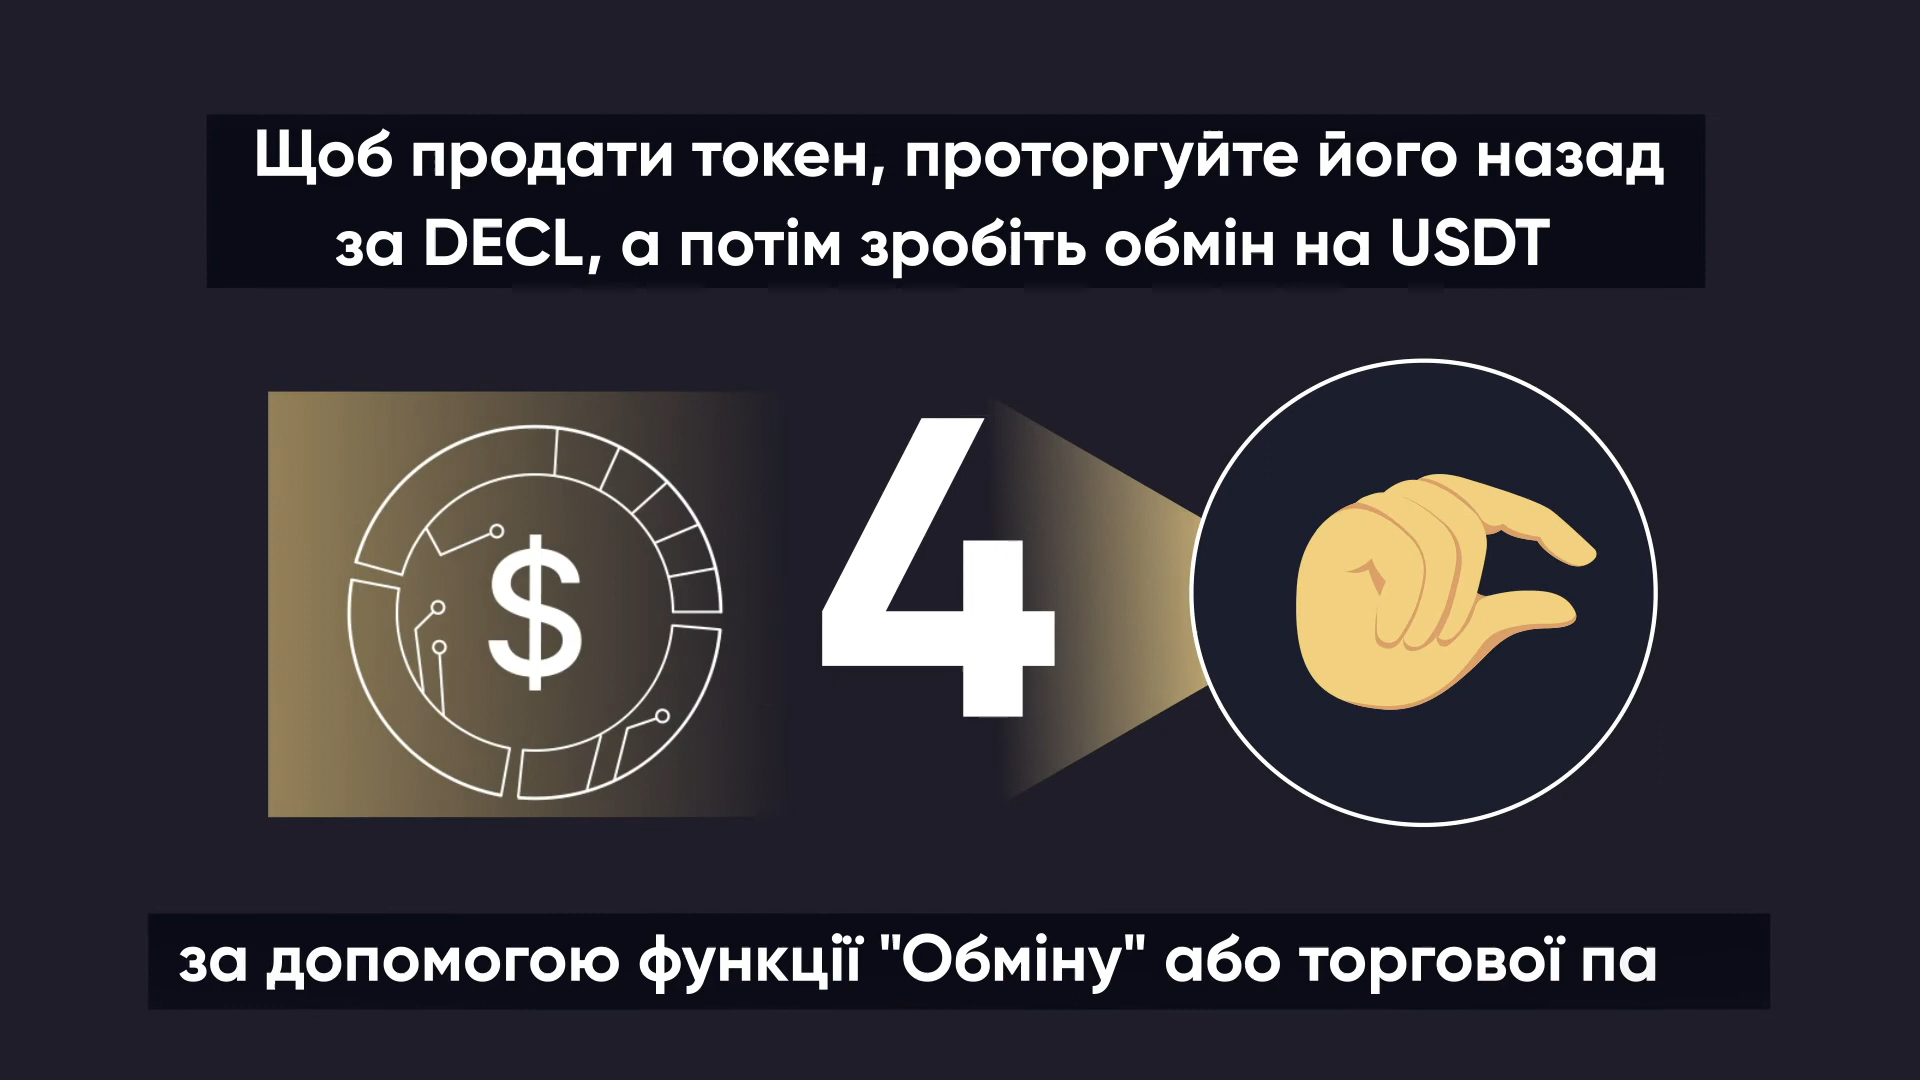 Щоб продати токен, проторгуйте його назад
за DECL, а потім зробіть обмін на USDT
$
4
за допомогою функції "Обміну" або торгової па